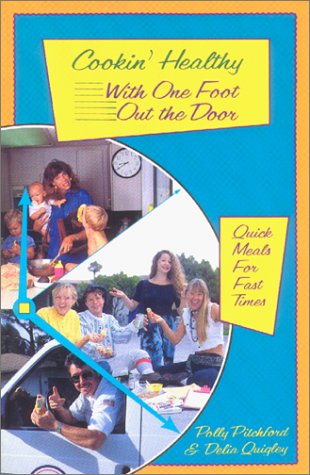 Cookin' Healthy
With One Foot
Out the Door
Quick
Meals
For
Fast
Times
Polly Pitchford
& Delia Quigley